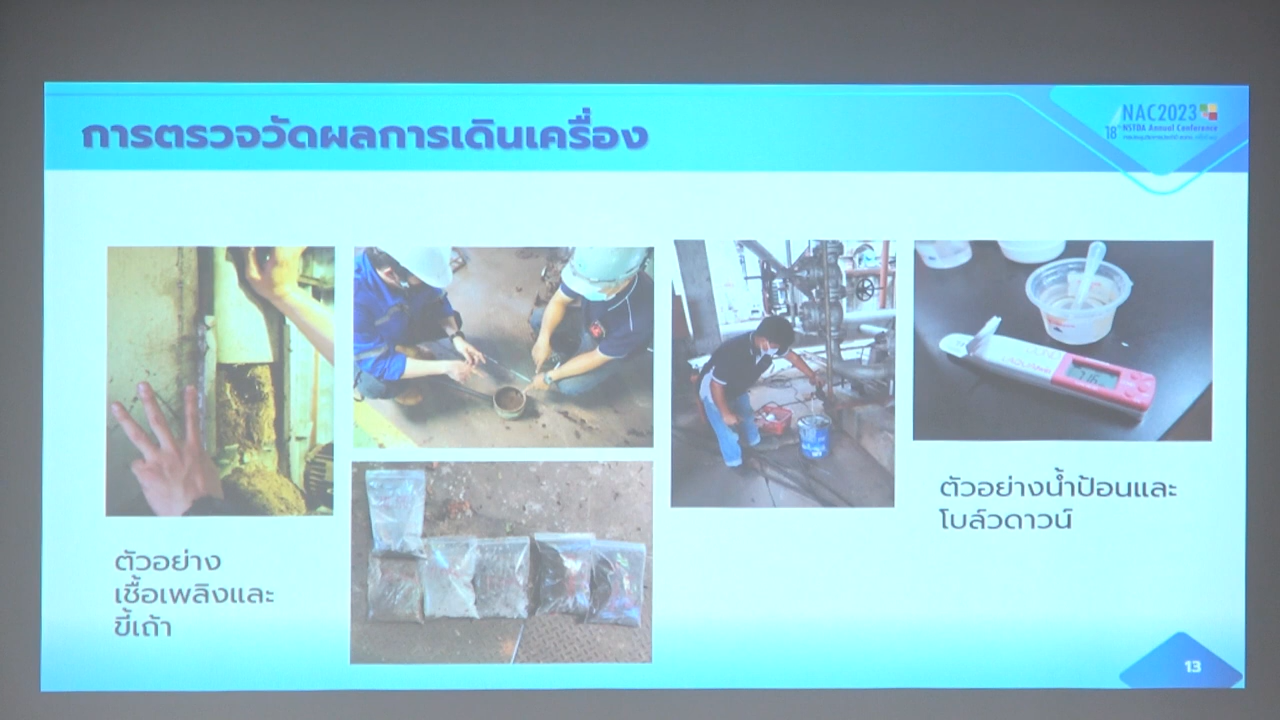 การตรวจวัดผลการเดินเครื่อง
NAC2023
18
NSTDA Annual Conference
ตัวอย่าง
เชื้อเพลิงและ
ขี้เถ้า
ตัวอย่างน้ำป้อนและ
โบล์วดาวน์
13